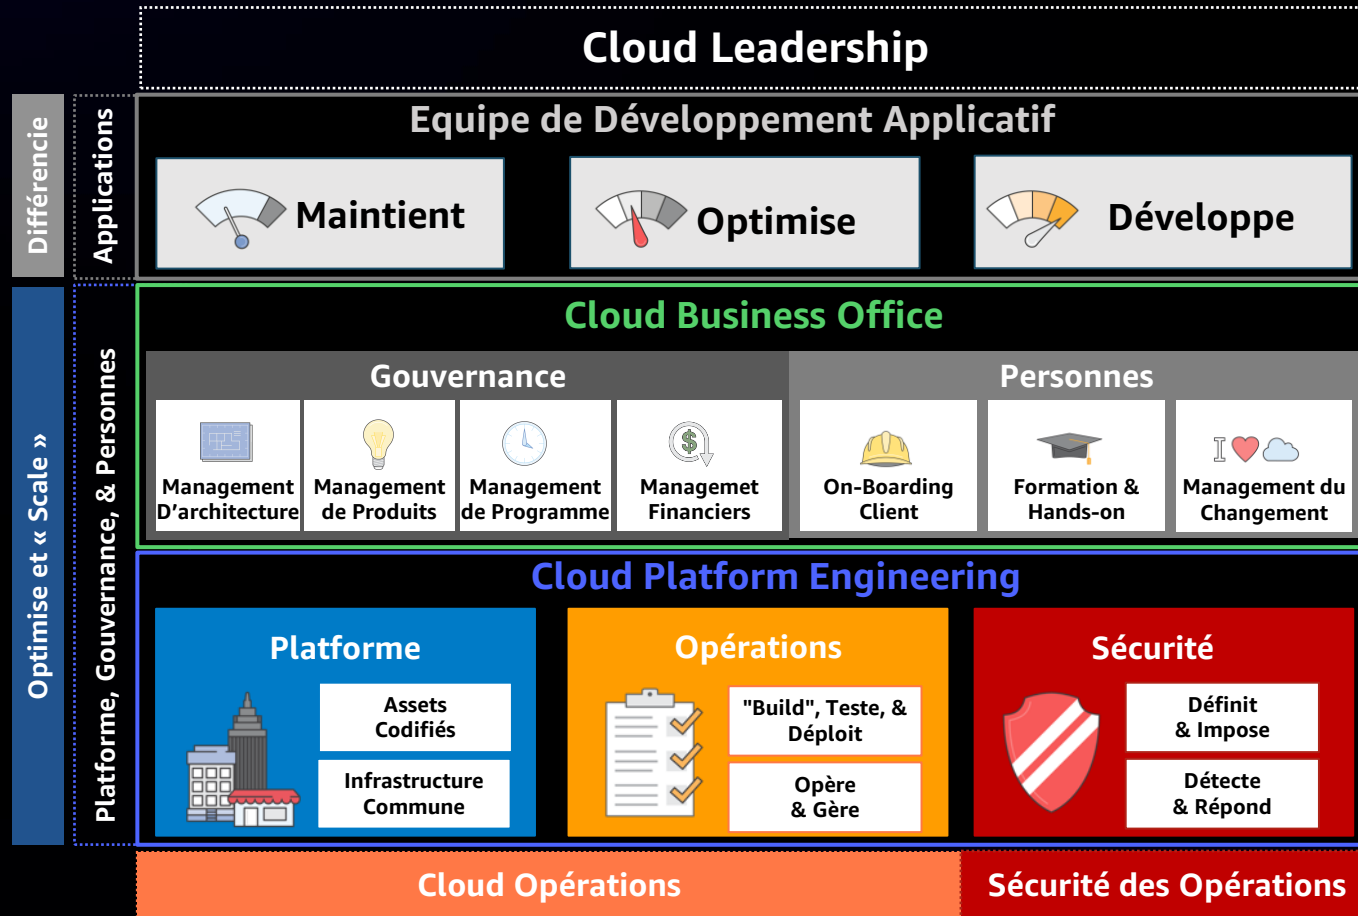 Cloud Leadership
Différencie
Applications
Equipe de Développement Applicatif
Maintient
Optimise
Développe
Optimise et « Scale »
Platforme, Gouvernance, & Personnes
Cloud Business Office
Gouvernance
Management
D’architecture
Management
de Produits
Management
de Programme
Managemet
Financiers
Personnes
On-Boarding
Client
Formation &
Hands-on
I
Management du
Changement
Cloud Platform Engineering
Platforme
Assets
Codifiés
Infrastructure
Commune
Opérations
"Build", Teste, &
Déploit
Opère
& Gère
Sécurité
Définit
& Impose
Détecte
& Répond
Cloud Opérations
Sécurité des Opérations